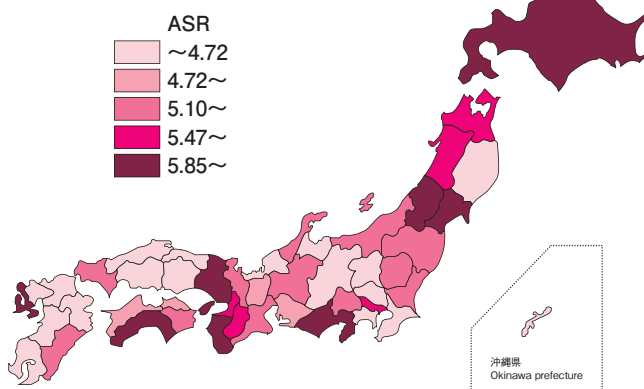 ASR
～4.72
4.72～
5.10～
5.47～
5.85～
沖縄県
Okinawa prefecture